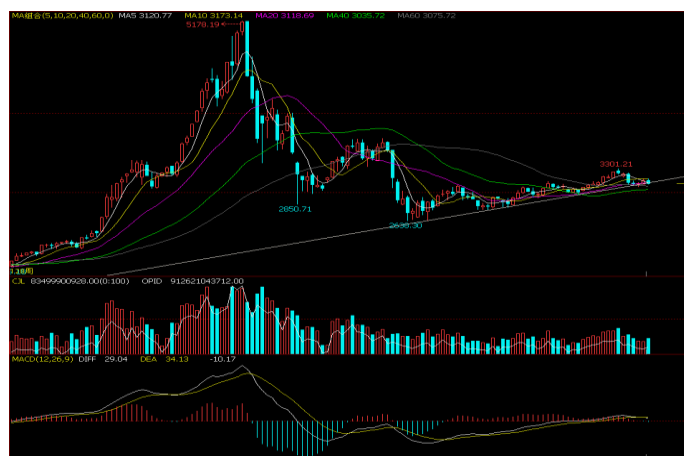 MA组合(5,10,20,40,60,0) MA5 3120.77 MA10 3173.14 MA20 3118.69 MA40 3035.72 MA60 3075.72
5178.19
3301.21
2850.71
2638.30
CJL 83499900928.00(0:100) OPID 912621043712.00
MACD(12,26,9) DIFF 29.04 DEA 34.13 -10.17